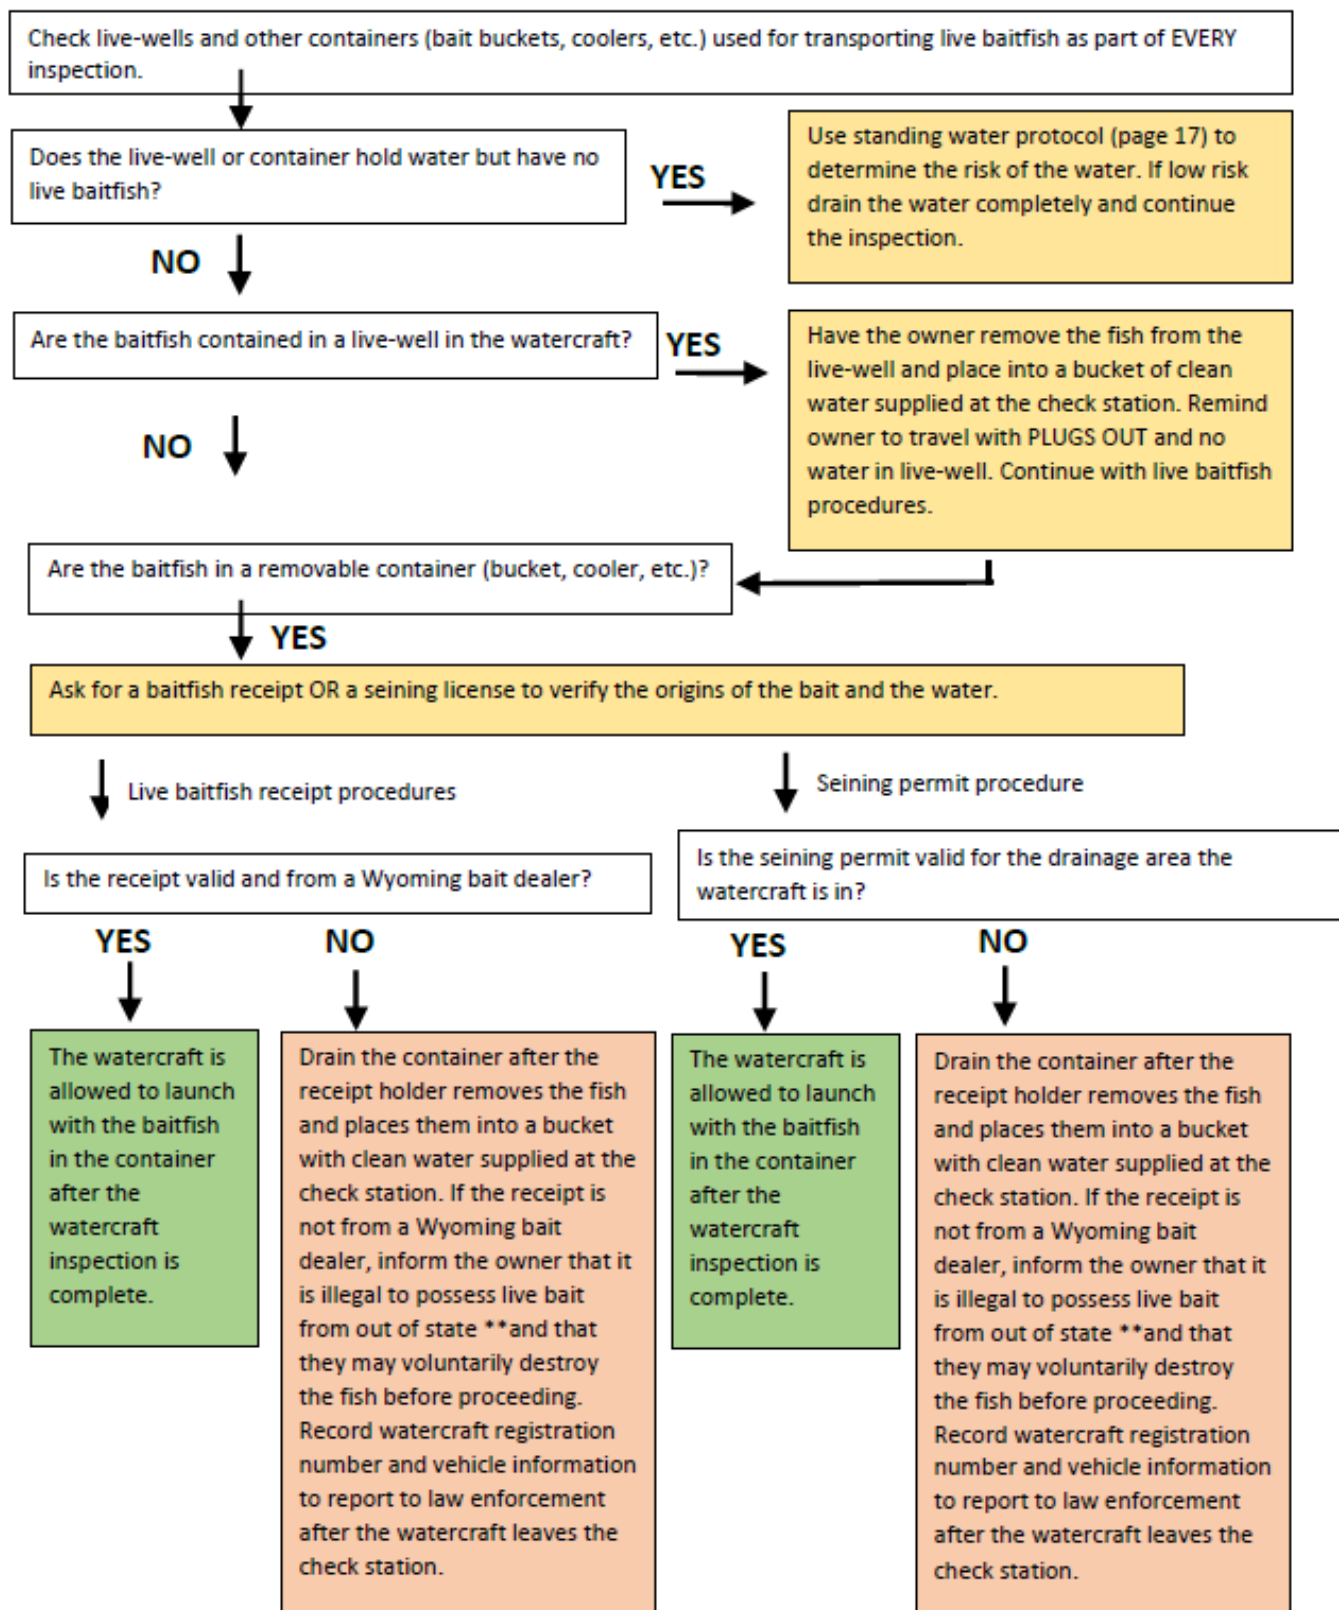 Check live-wells and other containers (bait buckets, coolers, etc.) used for transporting live baitfish as part of EVERY
inspection.
Does the live-well or container hold water but have no
live baitfish?
YES
Use standing water protocol (page 17) to
determine the risk of the water. If low risk
drain the water completely and continue
the inspection.
NO
Are the baitfish contained in a live-well in the watercraft?
YES
Have the owner remove the fish from the
live-well and place into a bucket of clean
water supplied at the check station. Remind
owner to travel with PLUGS OUT and no
water in live-well. Continue with live baitfish
procedures.
NO
Are the baitfish in a removable container (bucket, cooler, etc.)?
YES
Ask for a baitfish receipt OR a seining license to verify the origins of the bait and the water.
Live baitfish receipt procedures
Seining permit procedure
Is the receipt valid and from a Wyoming bait dealer?
Is the seining permit valid for the drainage area the
watercraft is in?
YES
NO
YES
NO
The watercraft is
allowed to launch
with the baitfish
in the container
after the
watercraft
inspection is
complete.
Drain the container after the
receipt holder removes the fish
and places them into a bucket
with clean water supplied at the
check station. If the receipt is
not from a Wyoming bait
dealer, inform the owner that it
is illegal to possess live bait
from out of state **and that
they may voluntarily destroy
the fish before proceeding.
Record watercraft registration
number and vehicle information
to report to law enforcement
after the watercraft leaves the
check station.
The watercraft is
allowed to launch
with the baitfish
in the container
after the
watercraft
inspection is
complete.
Drain the container after the
receipt holder removes the fish
and places them into a bucket
with clean water supplied at the
check station. If the receipt is
not from a Wyoming bait
dealer, inform the owner that it
is illegal to possess live bait
from out of state **and that
they may voluntarily destroy
the fish before proceeding.
Record watercraft registration
number and vehicle information
to report to law enforcement
after the watercraft leaves the
check station.